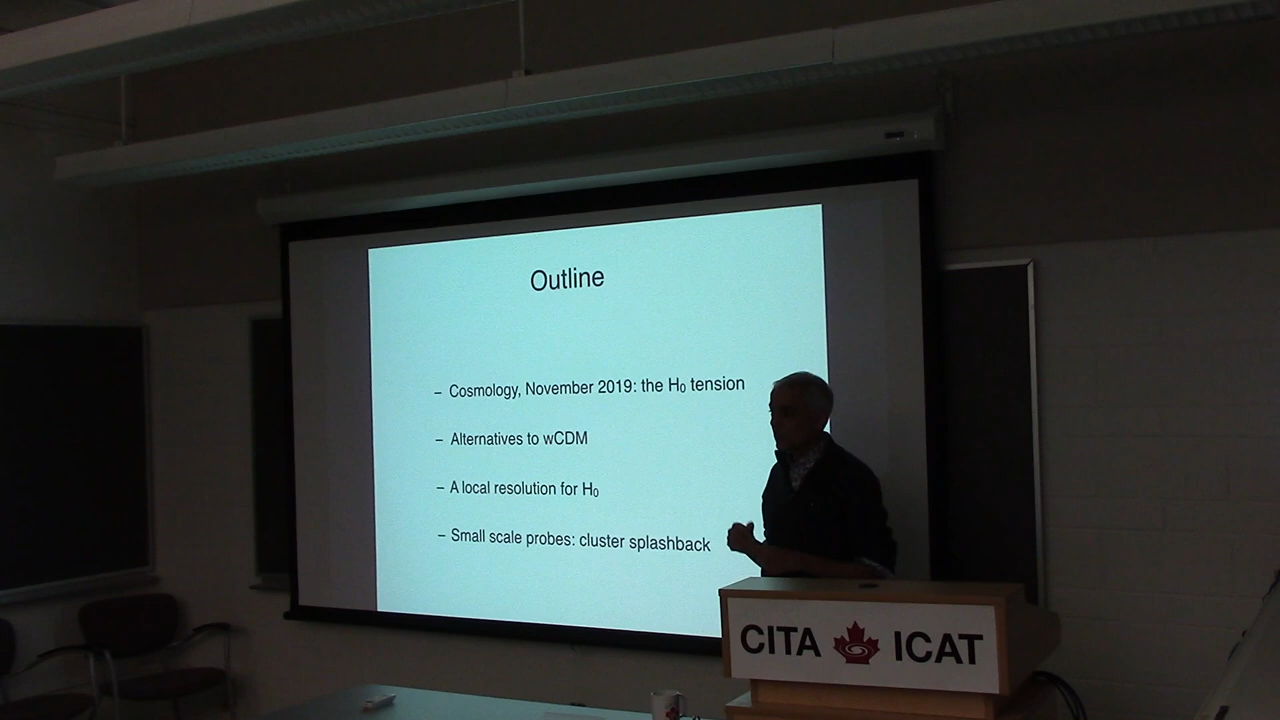 Outline
– Cosmology, November 2019: the H₀ tension
– Alternatives to wCDM
– A local resolution for H₀
– Small scale probes: cluster splashback
CITA ICAT